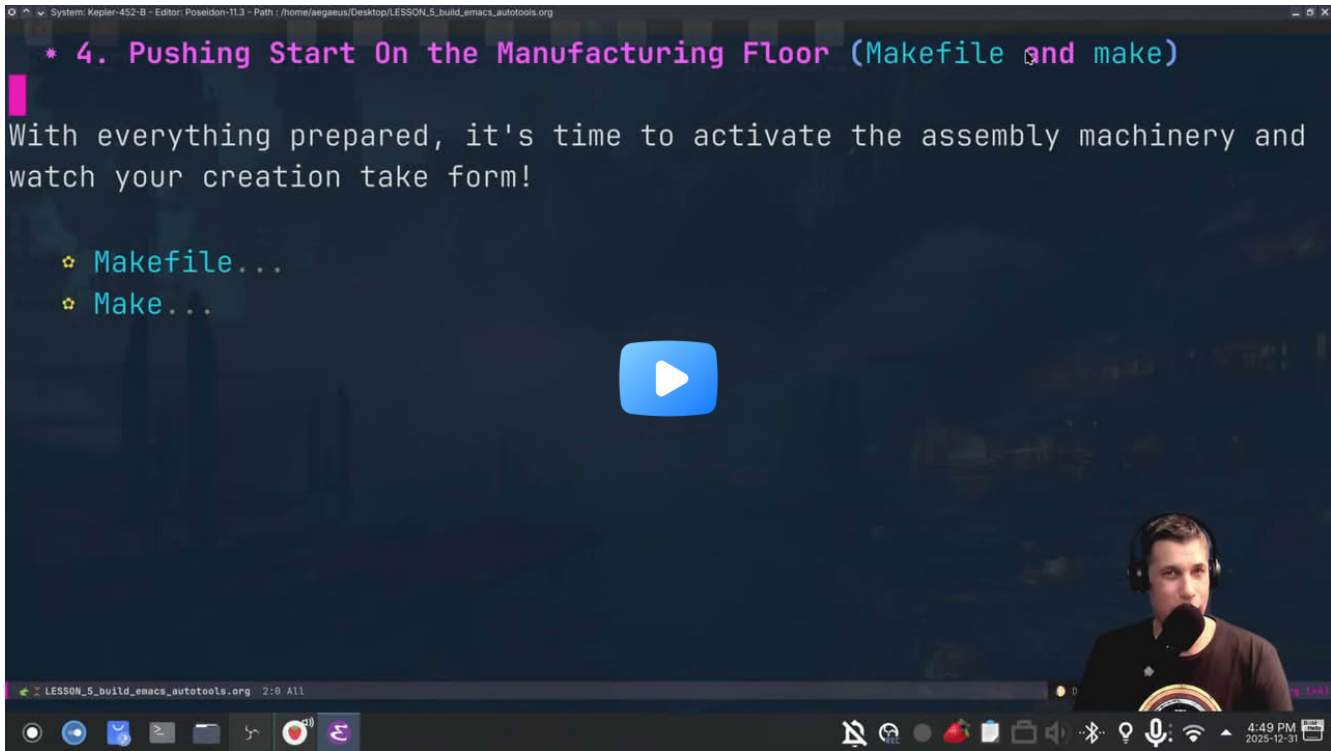 System: Kepler-452-B - Editor: Poseidon-11.3 - Path : /home/aegaeus/Desktop/LESSON_5_build_emacs_autotools.org
* 4. Pushing Start On the Manufacturing Floor (Makefile and make)
With everything prepared, it's time to activate the assembly machinery and
watch your creation take form!
Makefile...
Make...
LESSON_5_build_emacs_autotools.org 2:0 All
4:49 PM
2025-12-31